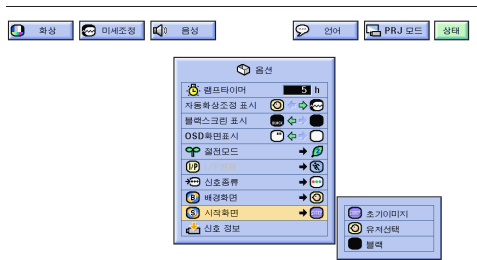 화상
미세조정
음성
언어
PRJ 모드
상태
옵션
램프타이머 5 h
자동화상조정 표시
블랙스크린 표시
OSD화면표시
절전모드
신호종류
배경화면
시작화면
신호 정보
초기이미지
유저선택
블랙